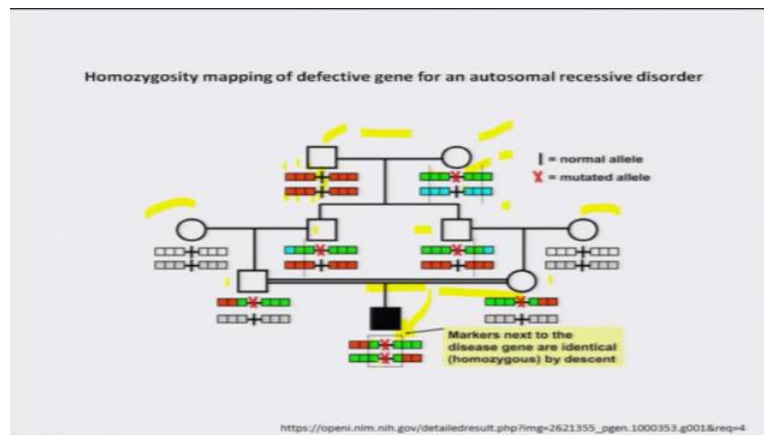 Homozygosity mapping of defective gene for an autosomal recessive disorder
= normal allele
= mutated allele
Markers next to the
disease gene are identical
(homozygous) by descent
https://openi.nlm.nih.gov/detailedresult.php?img=2621355_pgen.1000353.g001&req=4